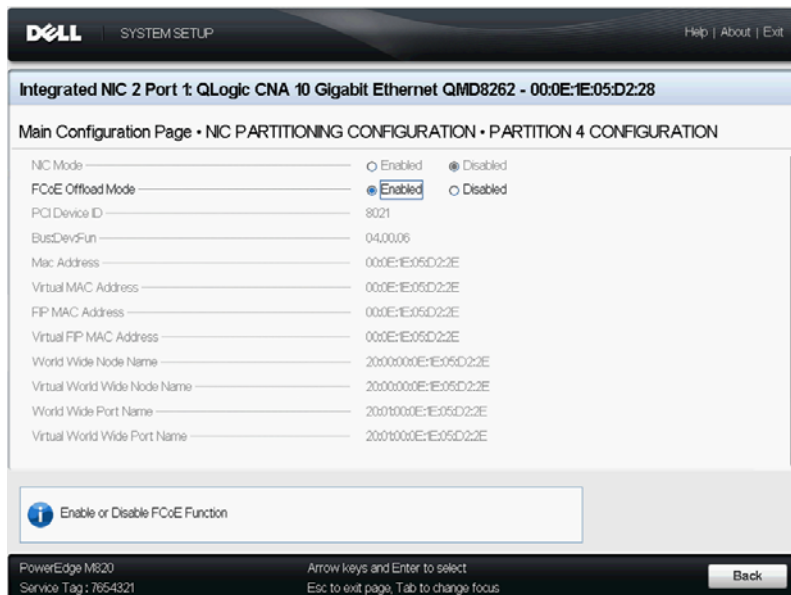 DELL SYSTEM SETUP Help | About | Exit
Integrated NIC 2 Port 1: QLogic CNA 10 Gigabit Ethernet QMD8262 - 00:0E:1E:05:D2:28
Main Configuration Page • NIC PARTITIONING CONFIGURATION • PARTITION 4 CONFIGURATION
NIC Mode Enabled Disabled
FCoE Offload Mode Enabled Disabled
PCI Device ID 8021
Bus:Dev:Fun 04,00,06
Mac Address 00:0E:1E:05:D2:2E
Virtual MAC Address 00:0E:1E:05:D2:2E
FIP MAC Address 00:0E:1E:05:D2:2E
Virtual FIP MAC Address 00:0E:1E:05:D2:2E
World Wide Node Name 20:00:00:0E:1E:05:D2:2E
Virtual World Wide Node Name 20:00:00:0E:1E:05:D2:2E
World Wide Port Name 20:01:00:0E:1E:05:D2:2E
Virtual World Wide Port Name 20:01:00:0E:1E:05:D2:2E
Enable or Disable FCoE Function
PowerEdge M820 Arrow keys and Enter to select
Service Tag : 7654321 Esc to exit page, Tab to change focus
Back